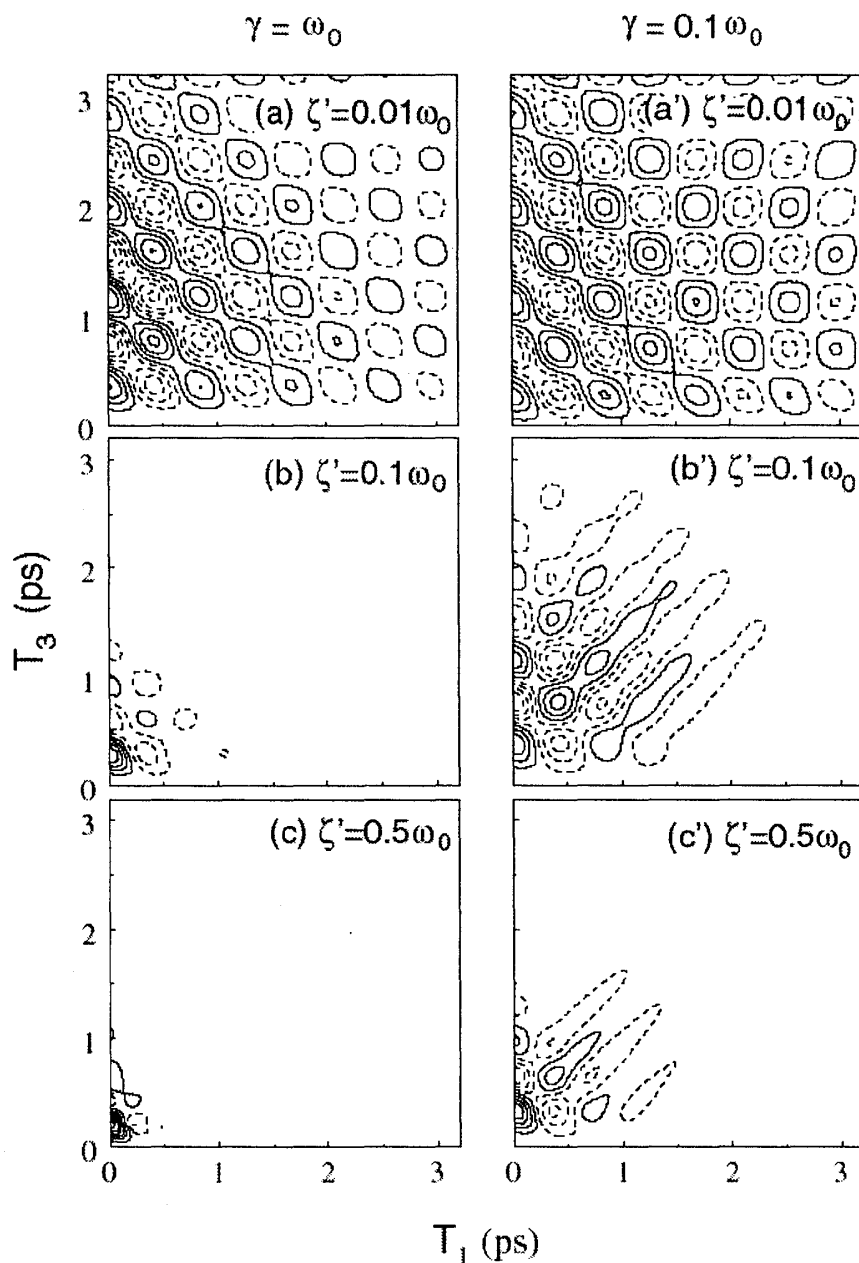 γ = ω₀
γ = 0.1ω₀
(a) ζ'=0.01ω₀
(a') ζ'=0.01ω₀
3
2
1
0
(b) ζ'=0.1ω₀
(b') ζ'=0.1ω₀
3
2
1
0
T₃ (ps)
(c) ζ'=0.5ω₀
(c') ζ'=0.5ω₀
3
2
1
0
0 1 2 3
0 1 2 3
T₁ (ps)